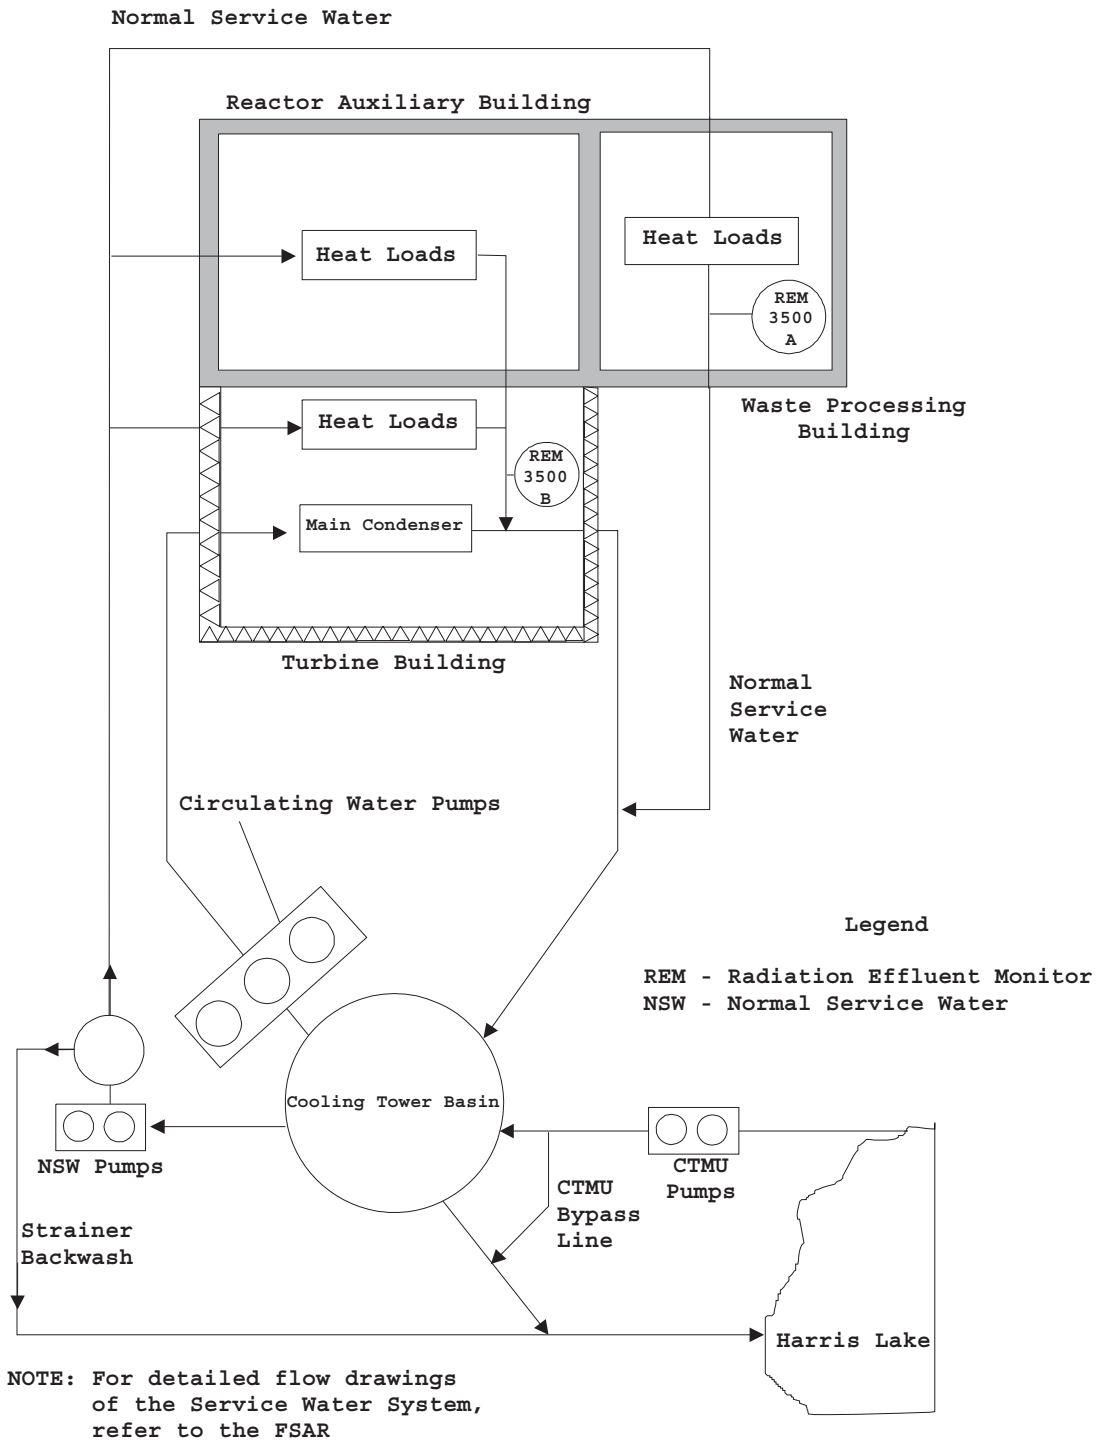 Normal Service Water
Reactor Auxiliary Building
Heat Loads
Heat Loads
REM
3500
A
Waste Processing
Building
Heat Loads
REM
3500
B
Main Condenser
Turbine Building
Normal
Service
Water
Circulating Water Pumps
Legend
REM - Radiation Effluent Monitor
NSW - Normal Service Water
Cooling Tower Basin
NSW Pumps
CTMU
Pumps
CTMU
Bypass
Line
Strainer
Backwash
Harris Lake
NOTE: For detailed flow drawings
of the Service Water System,
refer to the FSAR